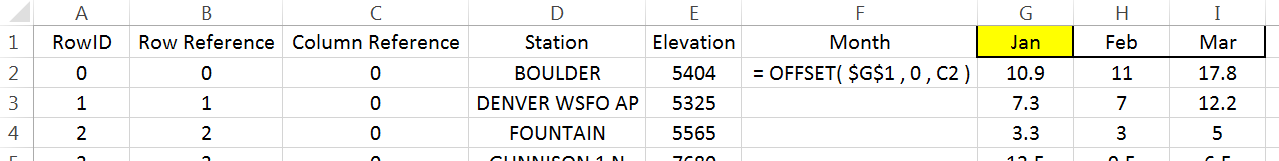 A B C D E F G H I
1 RowID Row Reference Column Reference Station Elevation Month Jan Feb Mar
2 0 0 0 BOULDER 5404 = OFFSET( $G$1 , 0 , C2 ) 10.9 11 17.8
3 1 1 0 DENVER WSFO AP 5325 7.3 7 12.2
4 2 2 0 FOUNTAIN 5565 3.3 3 5